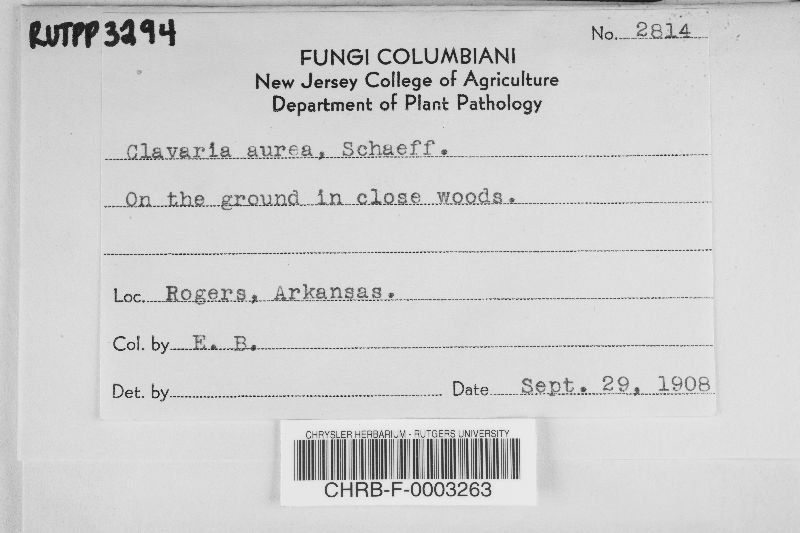 RUTPP3294
No. 2814
FUNGI COLUMBIANI
New Jersey College of Agriculture
Department of Plant Pathology
Clavaria aurea, Schaeff.
On the ground in close woods.
Loc. Rogers, Arkansas.
Col. by E. B.
Det. by
Date Sept. 29, 1908
CHRYSLER HERBARIUM - RUTGERS UNIVERSITY
CHRB-F-0003263